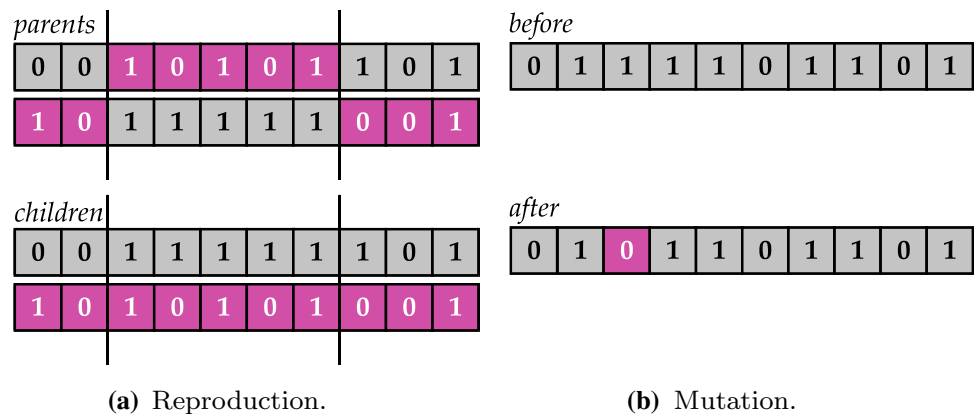 parents
0 0 1 0 1 0 1 1 0 1
1 0 1 1 1 1 1 0 0 1
children
0 0 1 1 1 1 1 1 0 1
1 0 1 0 1 0 1 0 0 1
(a) Reproduction.
before
0 1 1 1 1 0 1 1 0 1
after
0 1 0 1 1 0 1 1 0 1
(b) Mutation.